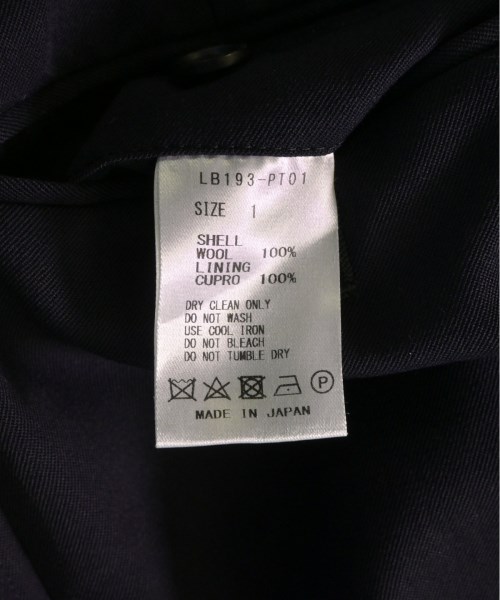 LB193-PT01
SIZE 1
SHELL
WOOL 100%
LINING
CUPRO 100%
DRY CLEAN ONLY
DO NOT WASH
USE COOL IRON
DO NOT BLEACH
DO NOT TUMBLE DRY
P
MADE IN JAPAN